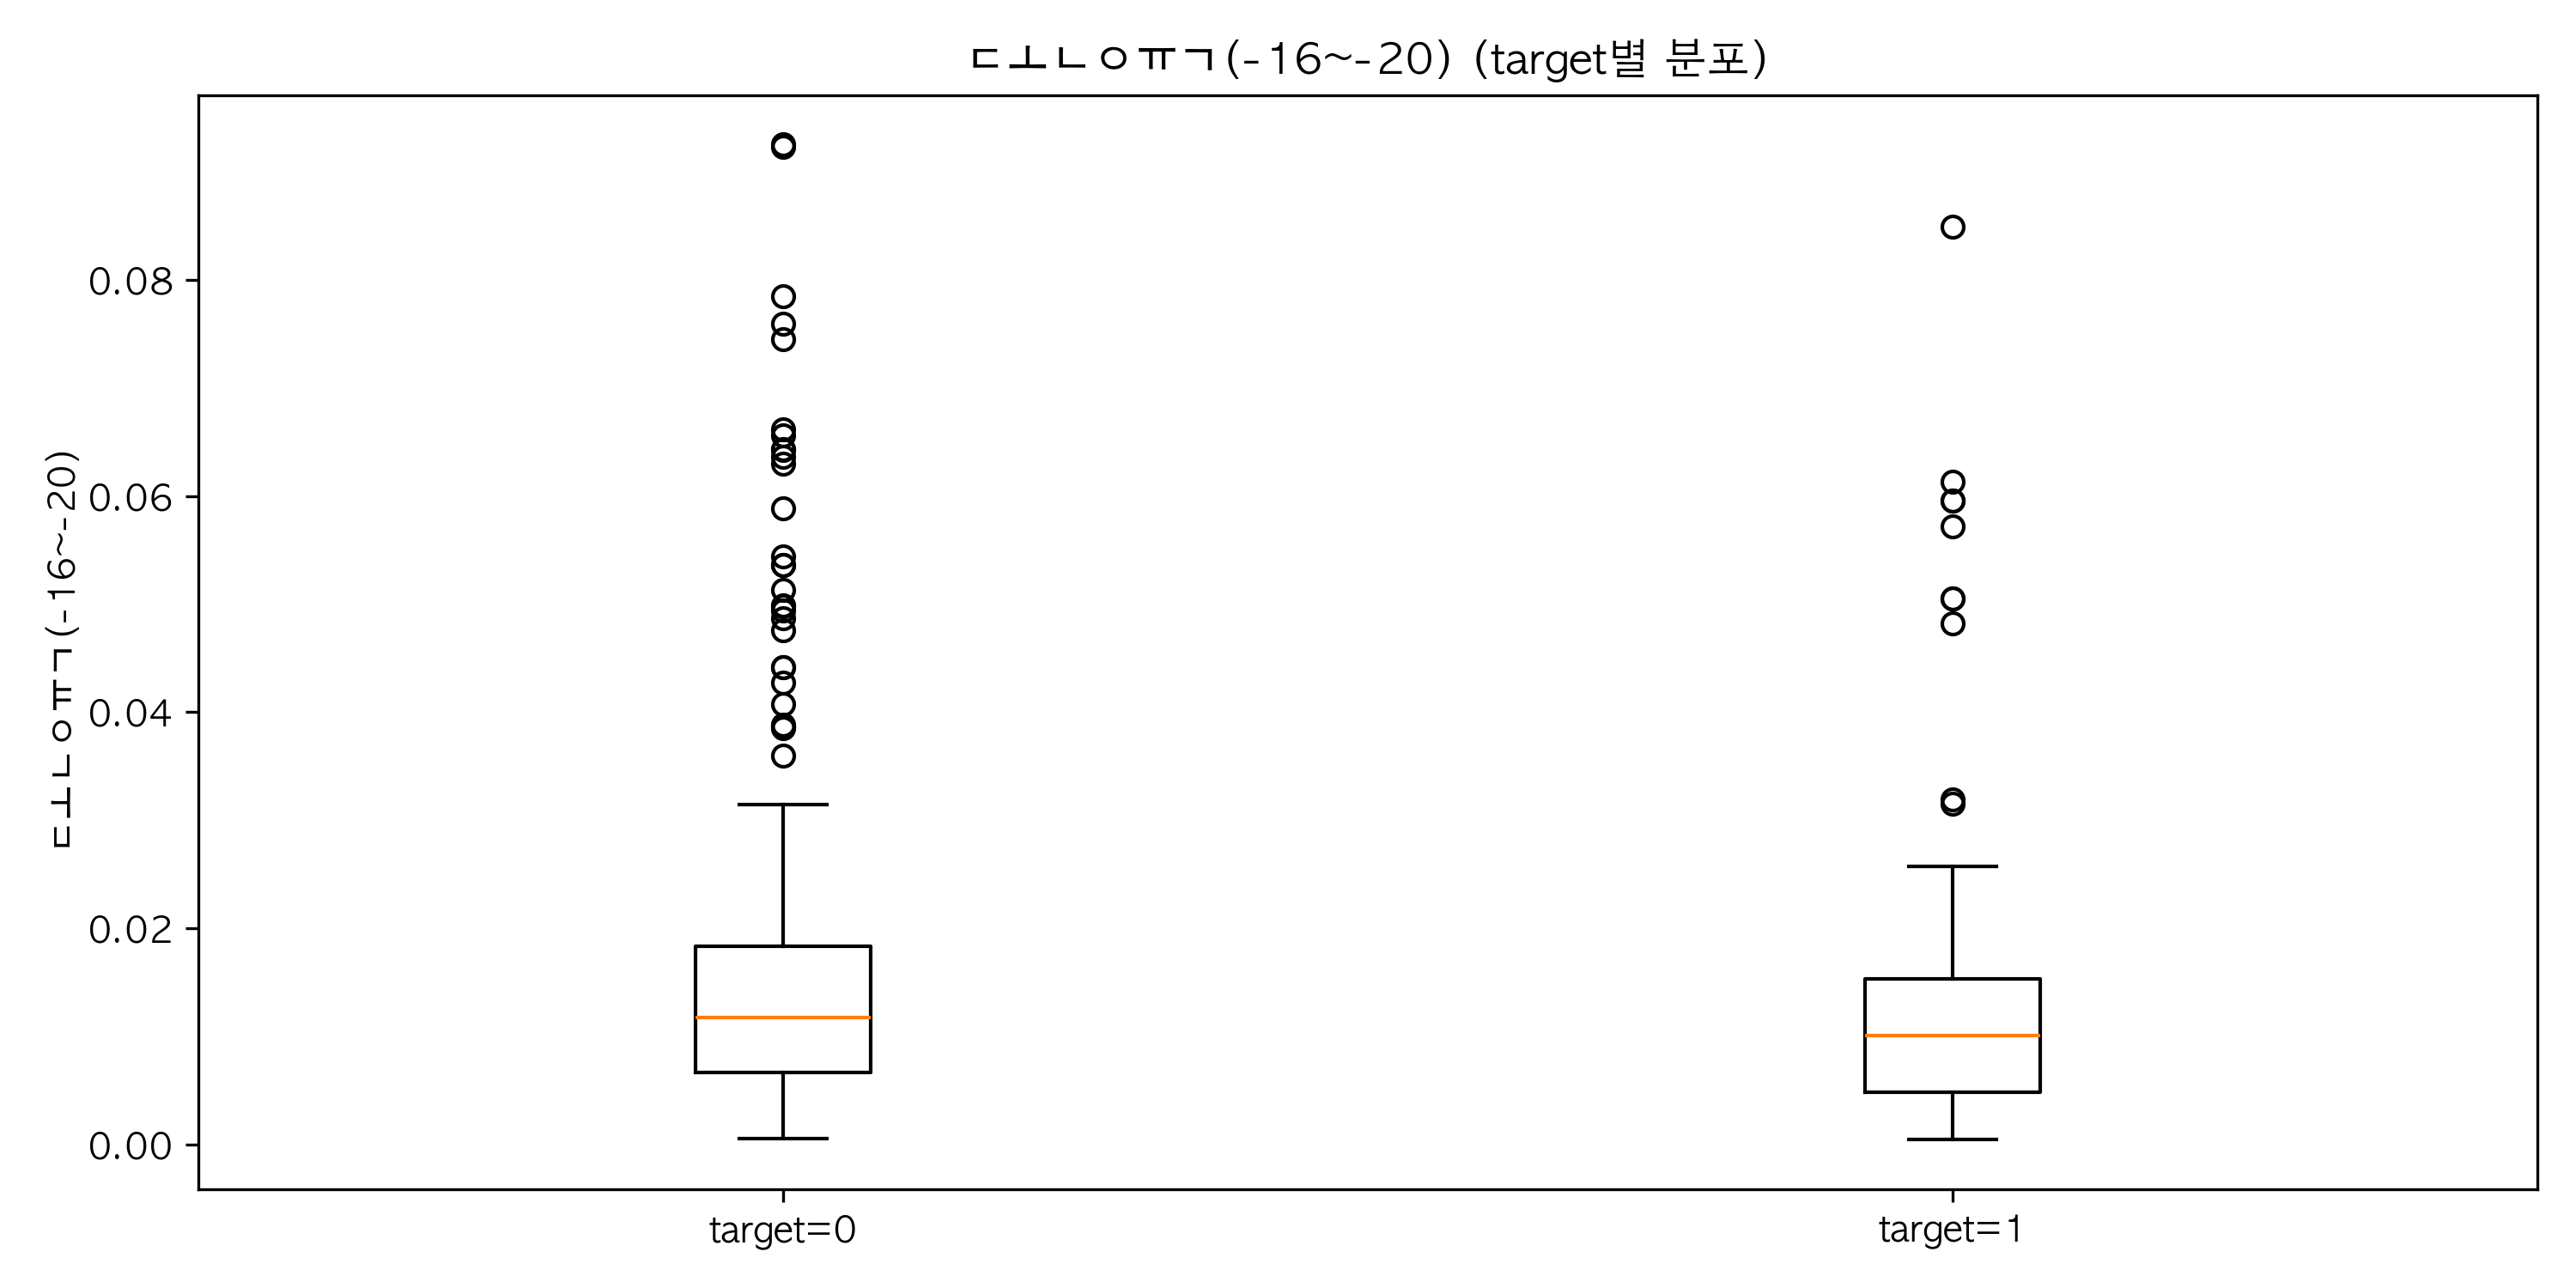 ㄷㅗㄴㅇㅠㄱ(-16~-20) (target별 분포)
ㄷㅗㄴㅇㅠㄱ(-16~-20)
0.08
0.06
0.04
0.02
0.00
target=0
target=1